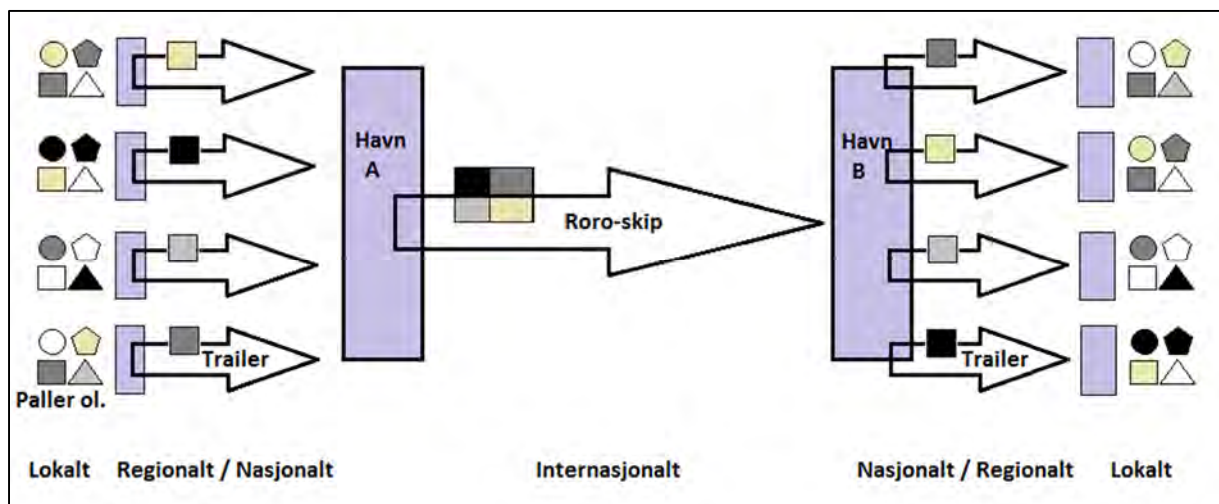 Havn
A
Roro-skip
Havn
B
Trailer
Trailer
Paller ol.
Lokalt
Regionalt / Nasjonalt
Internasjonalt
Nasjonalt / Regionalt
Lokalt